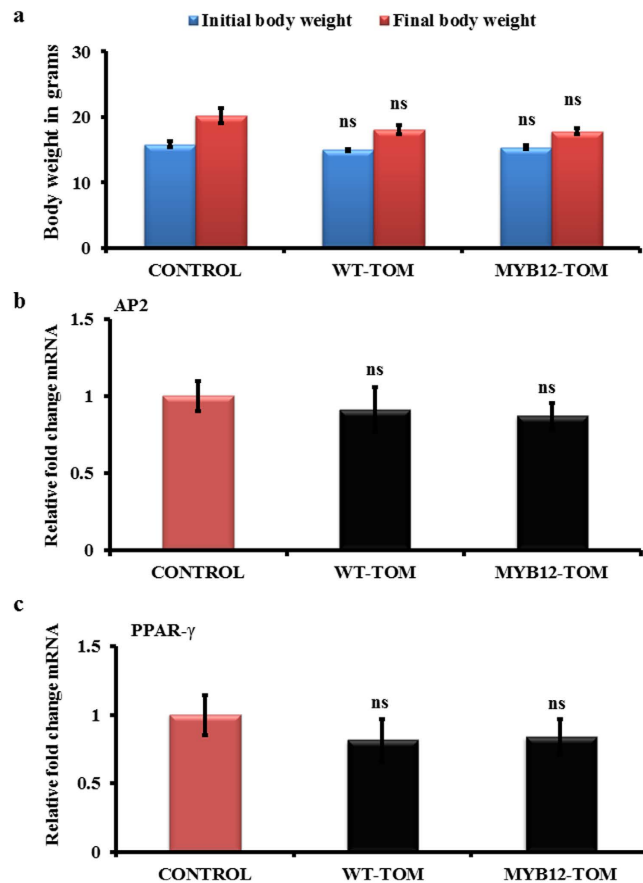 a
Initial body weight Final body weight
Body weight in grams
30
20
10
0
ns ns ns ns
CONTROL WT-TOM MYB12-TOM
b
AP2
Relative fold change mRNA
1.5
1
0.5
0
ns ns
CONTROL WT-TOM MYB12-TOM
c
PPAR-γ
Relative fold change mRNA
1.5
1
0.5
0
ns ns
CONTROL WT-TOM MYB12-TOM